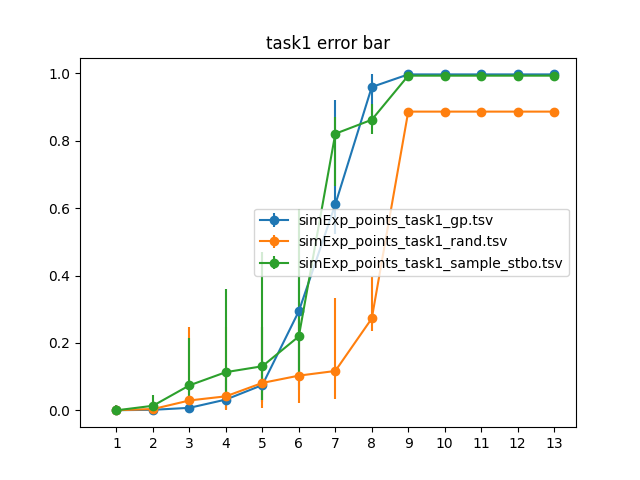 task1 error bar
1.0
0.8
0.6
0.4
0.2
0.0
simExp_points_task1_gp.tsv
simExp_points_task1_rand.tsv
simExp_points_task1_sample_stbo.tsv
1 2 3 4 5 6 7 8 9 10 11 12 13